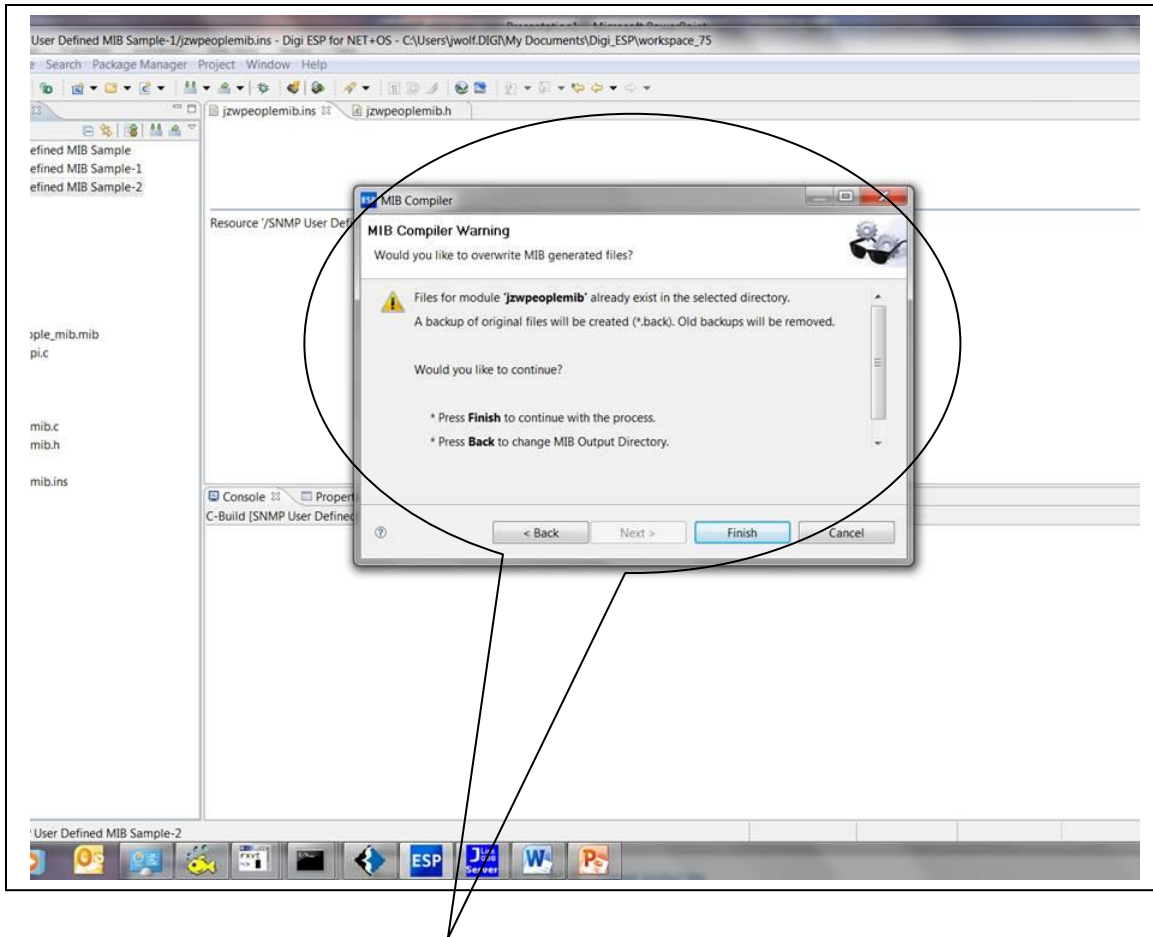 User Defined MIB Sample-1/jzwpeoplemib.ins - Digi ESP for NET+OS - C:\Users\jwolf.DIGI\My Documents\Digi_ESP\workspace_75
e Search Package Manager Project Window Help
jzwpeoplemib.ins jzwpeoplemib.h
efined MIB Sample
efined MIB Sample-1
efined MIB Sample-2
Resource '/SNMP User Defi
ople_mib.mib
pi.c
mib.c
mib.h
mib.ins
ESP MIB Compiler
MIB Compiler Warning
Would you like to overwrite MIB generated files?
Files for module 'jzwpeoplemib' already exist in the selected directory.
A backup of original files will be created (*.back). Old backups will be removed.
Would you like to continue?
* Press Finish to continue with the process.
* Press Back to change MIB Output Directory.
< Back Next > Finish Cancel
Console Propert
C-Build [SNMP User Defined
User Defined MIB Sample-2
rxvt
ESP
Server